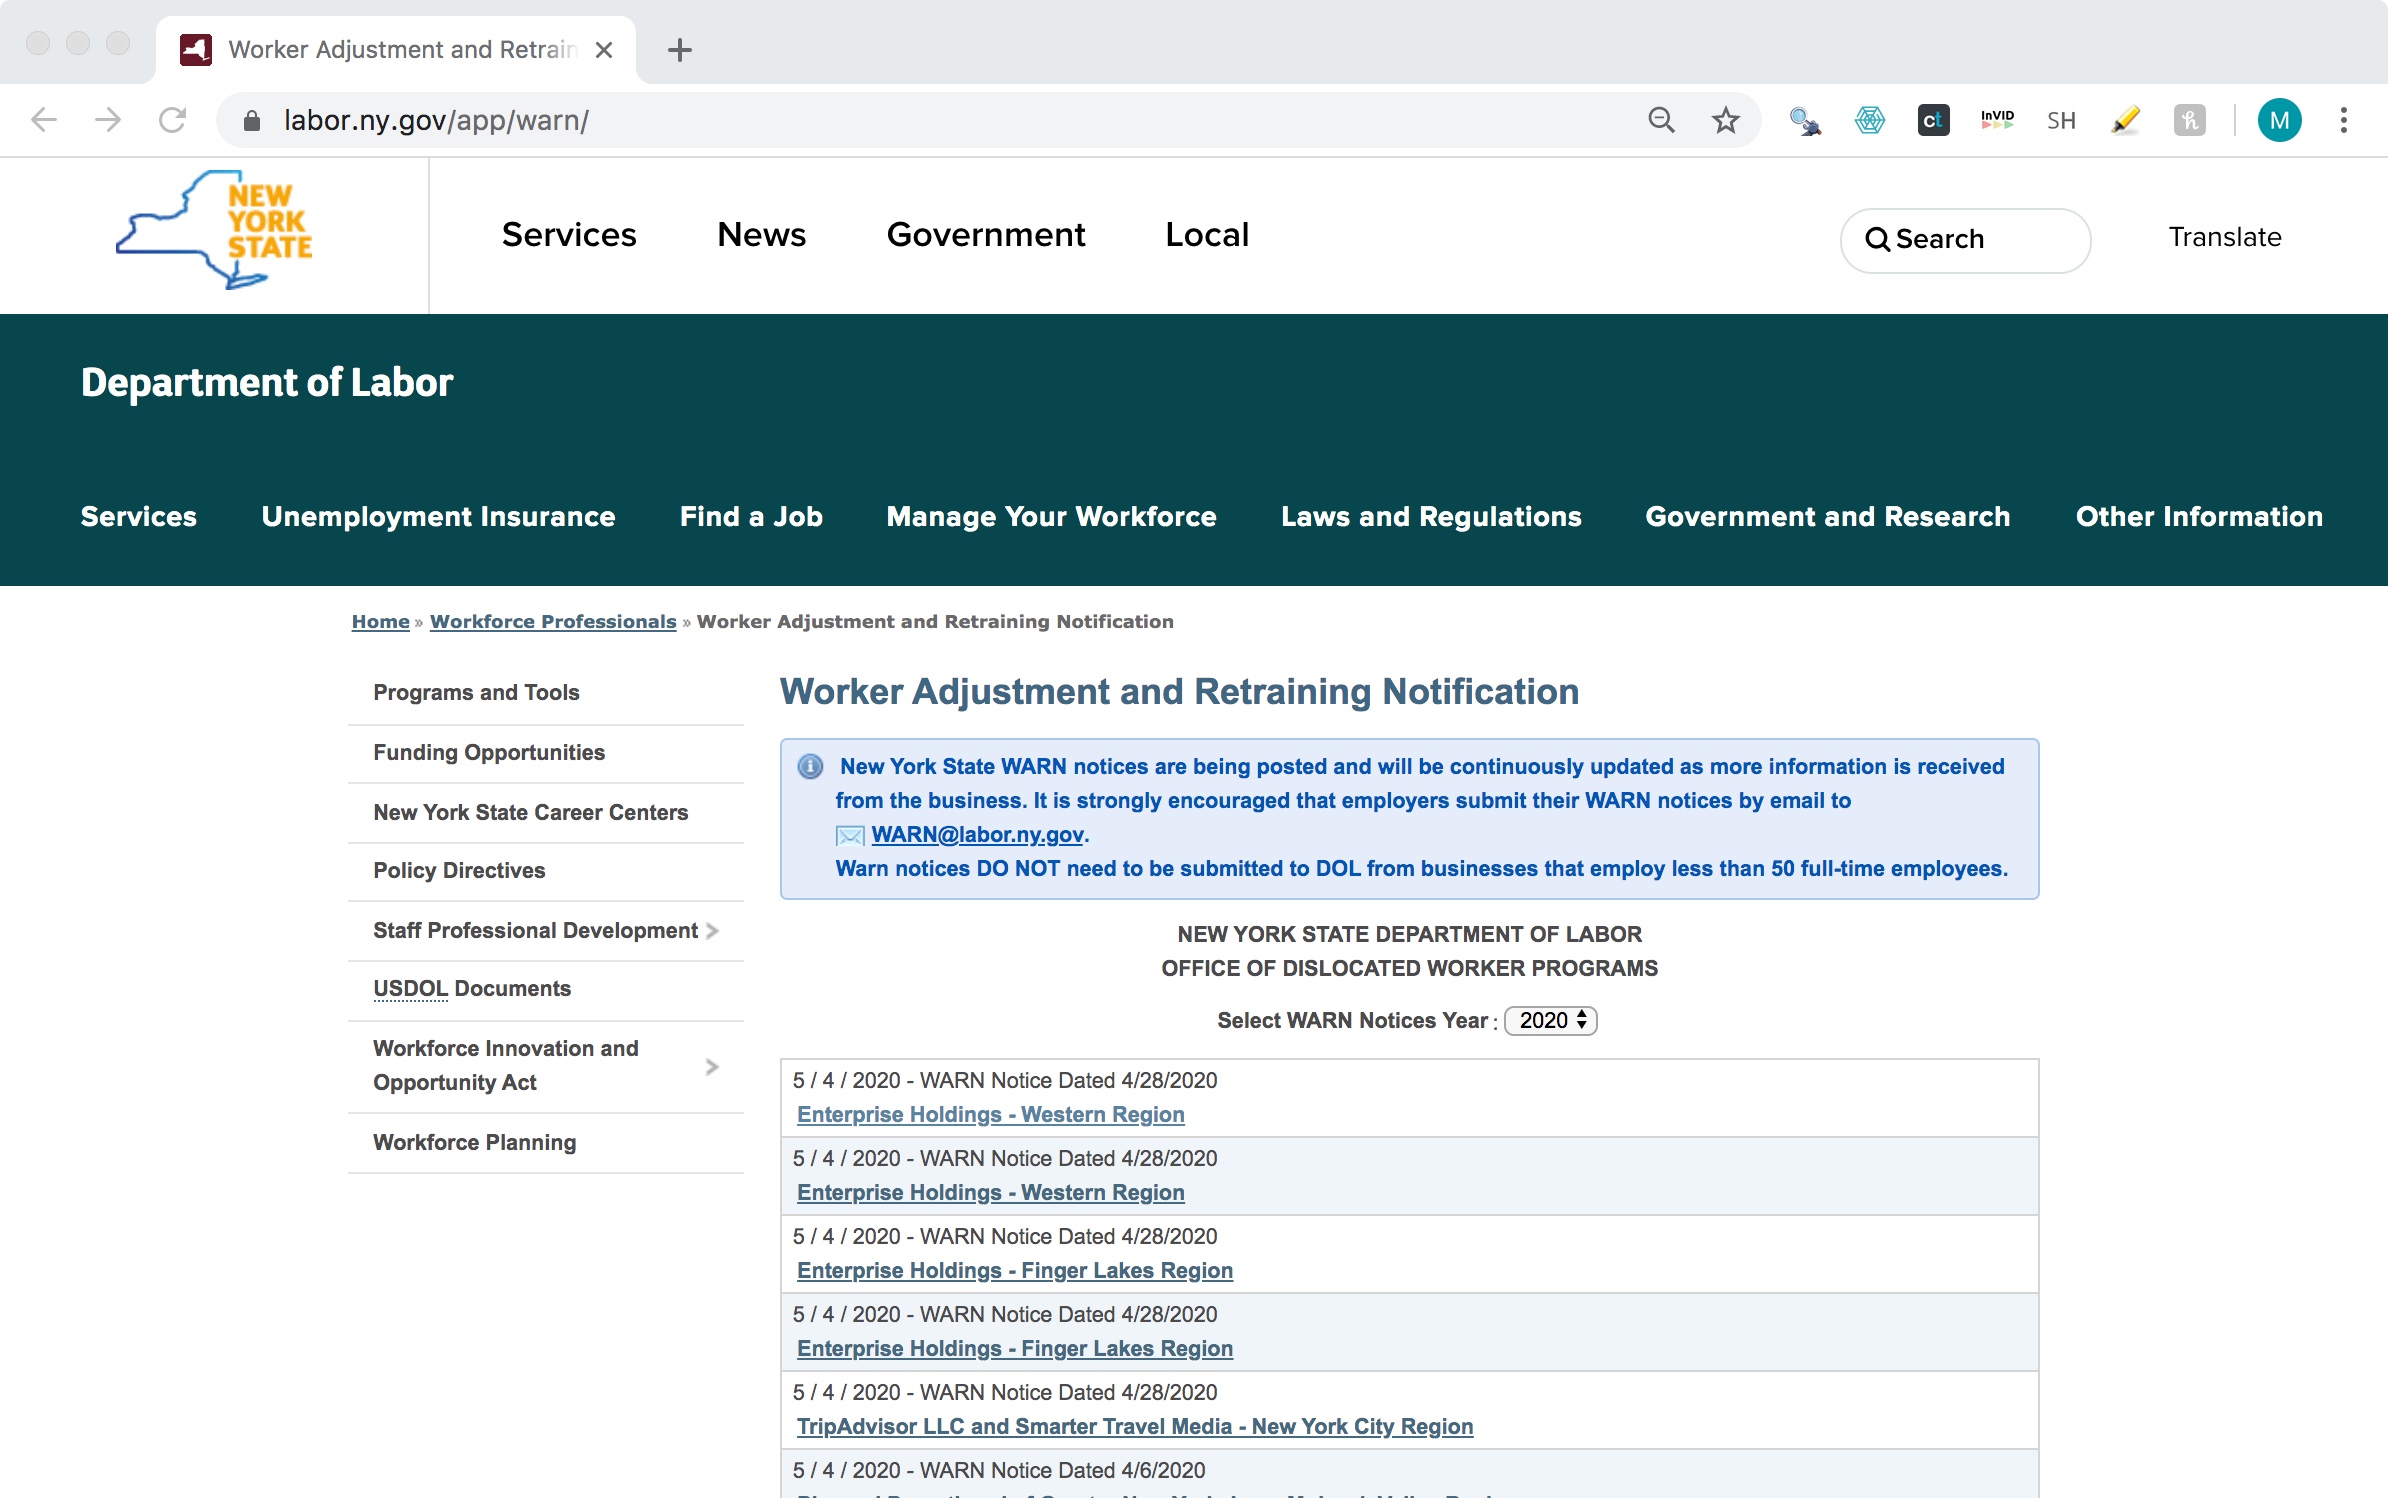 Worker Adjustment and Retrain
labor.ny.gov/app/warn/
ct
InVID
SH
M
NEW
YORK
STATE
Services
News
Government
Local
Search
Translate
Department of Labor
Services
Unemployment Insurance
Find a Job
Manage Your Workforce
Laws and Regulations
Government and Research
Other Information
Home » Workforce Professionals » Worker Adjustment and Retraining Notification
Programs and Tools
Funding Opportunities
New York State Career Centers
Policy Directives
Staff Professional Development
USDOL Documents
Workforce Innovation and
Opportunity Act
Workforce Planning
Worker Adjustment and Retraining Notification
New York State WARN notices are being posted and will be continuously updated as more information is received
from the business. It is strongly encouraged that employers submit their WARN notices by email to
WARN@labor.ny.gov.
Warn notices DO NOT need to be submitted to DOL from businesses that employ less than 50 full-time employees.
NEW YORK STATE DEPARTMENT OF LABOR
OFFICE OF DISLOCATED WORKER PROGRAMS
Select WARN Notices Year : 2020
5 / 4 / 2020 - WARN Notice Dated 4/28/2020
Enterprise Holdings - Western Region
5 / 4 / 2020 - WARN Notice Dated 4/28/2020
Enterprise Holdings - Western Region
5 / 4 / 2020 - WARN Notice Dated 4/28/2020
Enterprise Holdings - Finger Lakes Region
5 / 4 / 2020 - WARN Notice Dated 4/28/2020
Enterprise Holdings - Finger Lakes Region
5 / 4 / 2020 - WARN Notice Dated 4/28/2020
TripAdvisor LLC and Smarter Travel Media - New York City Region
5 / 4 / 2020 - WARN Notice Dated 4/6/2020